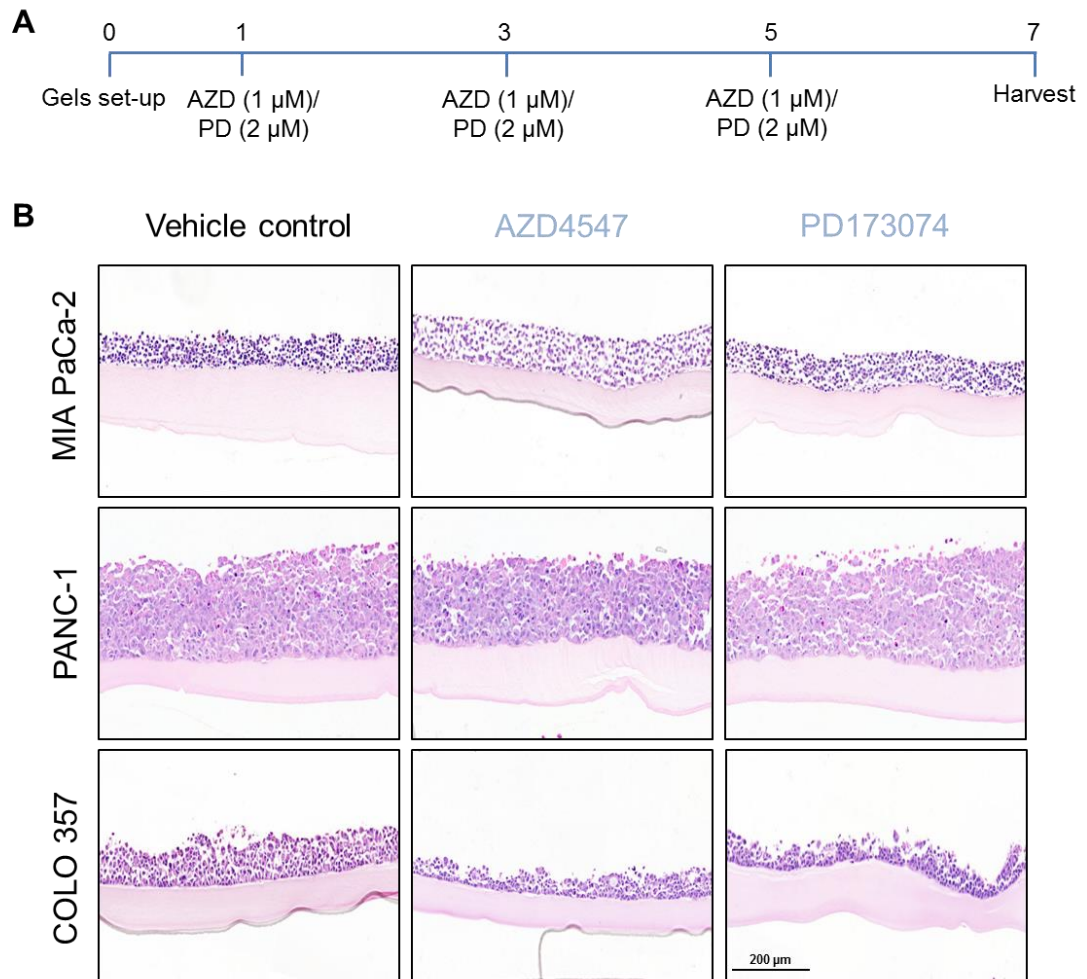 A
0 1 3 5 7
Gels set-up
AZD (1 µM)/
PD (2 µM)
AZD (1 µM)/
PD (2 µM)
AZD (1 µM)/
PD (2 µM)
Harvest
B
Vehicle control AZD4547 PD173074
MIA PaCa-2
PANC-1
COLO 357
200 µm